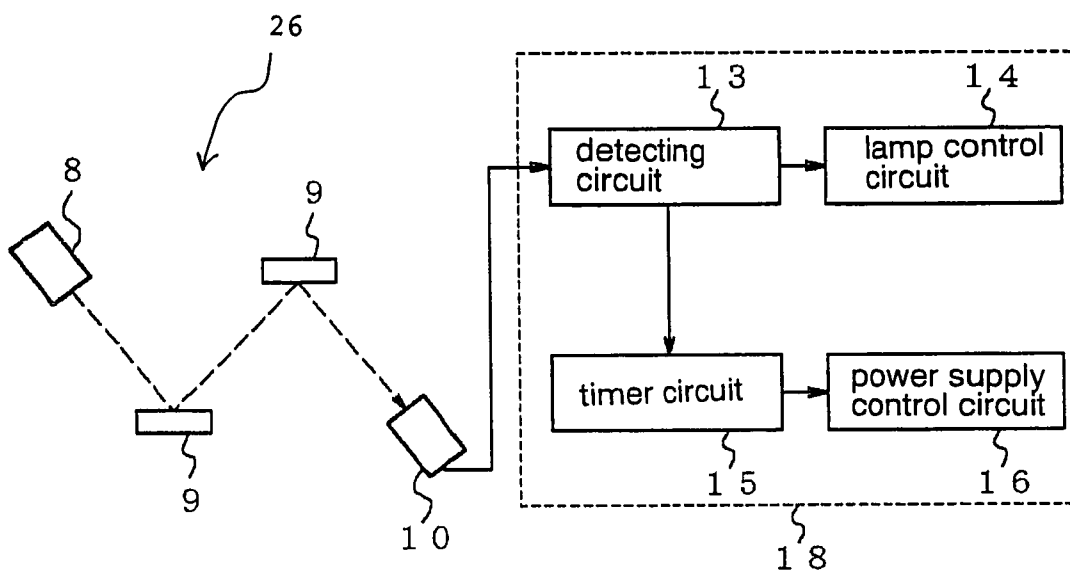 26
13
14
detecting circuit
lamp control circuit
8
9
9
10
timer circuit
power supply control circuit
15
16
18